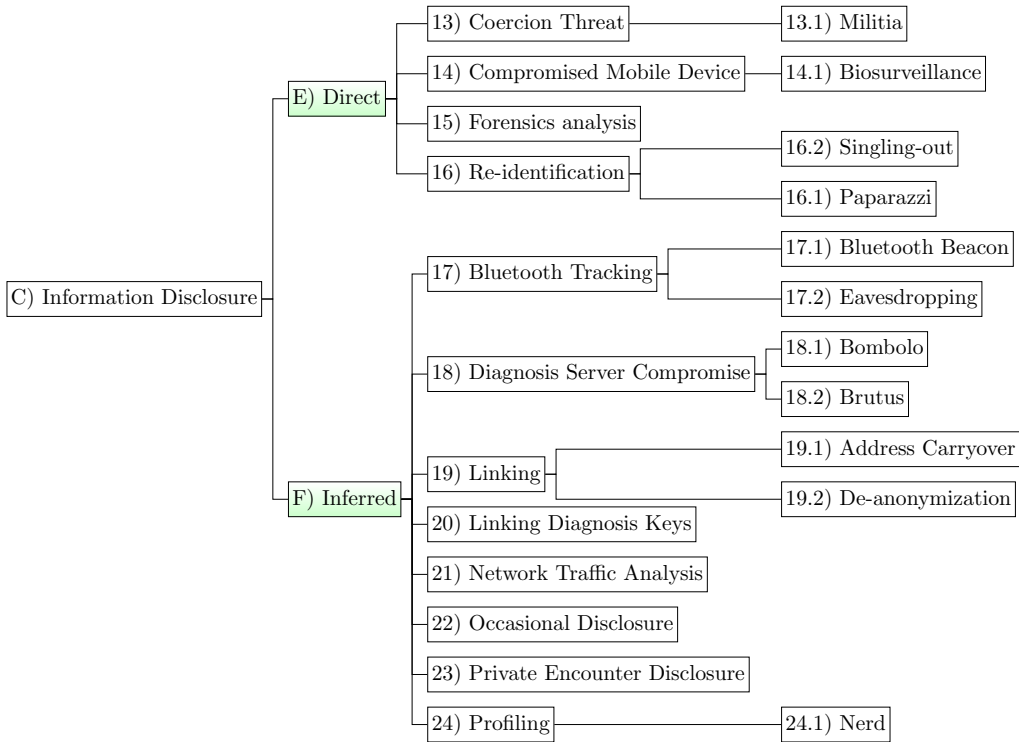 13) Coercion Threat
13.1) Militia
14) Compromised Mobile Device
14.1) Biosurveillance
E) Direct
15) Forensics analysis
16.2) Singling-out
16) Re-identification
16.1) Paparazzi
17.1) Bluetooth Beacon
17) Bluetooth Tracking
C) Information Disclosure
17.2) Eavesdropping
18.1) Bombolo
18) Diagnosis Server Compromise
18.2) Brutus
19.1) Address Carryover
19) Linking
F) Inferred
19.2) De-anonymization
20) Linking Diagnosis Keys
21) Network Traffic Analysis
22) Occasional Disclosure
23) Private Encounter Disclosure
24) Profiling
24.1) Nerd